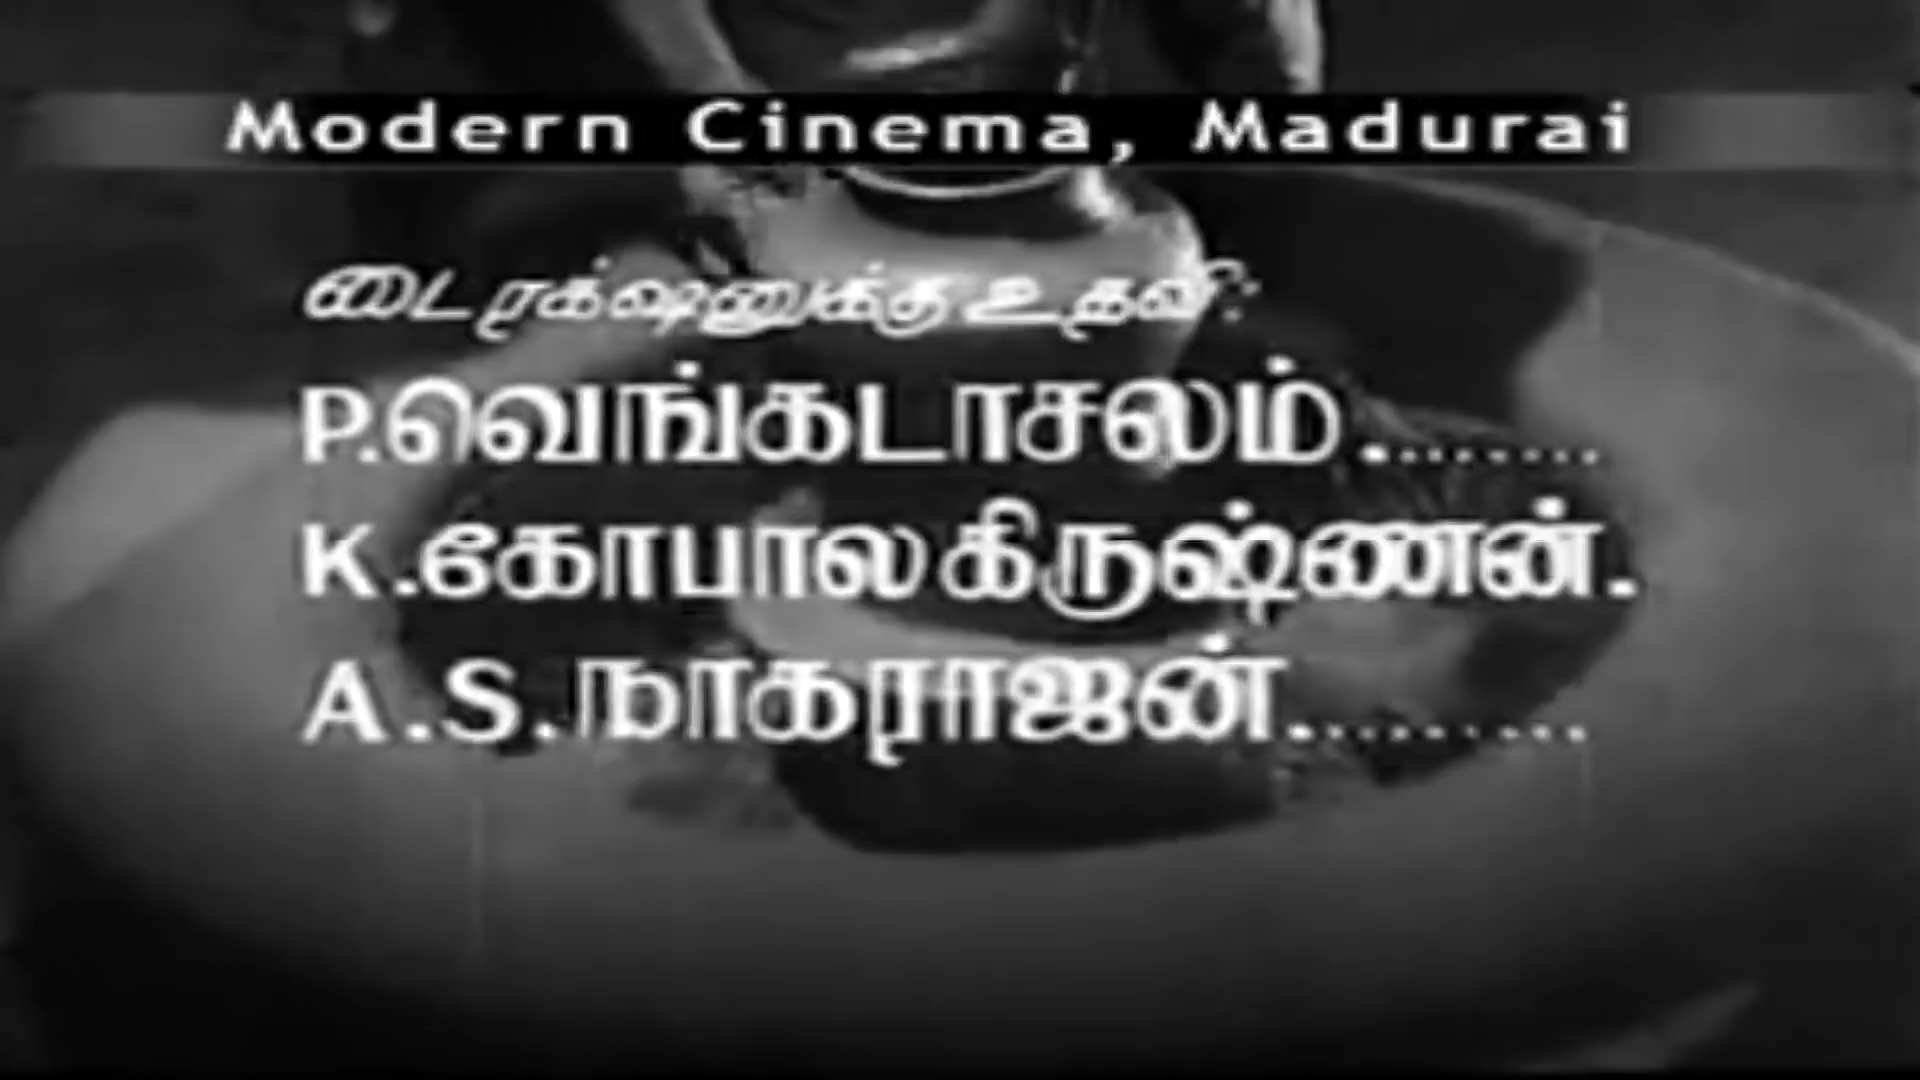 Modern Cinema, Madurai
டைரக்ஷனுக்கு உதவி:
P.வெங்கடாசலம்.........
K.கோபாலகிருஷ்ணன்.
A.S.நாகராஜன்..........